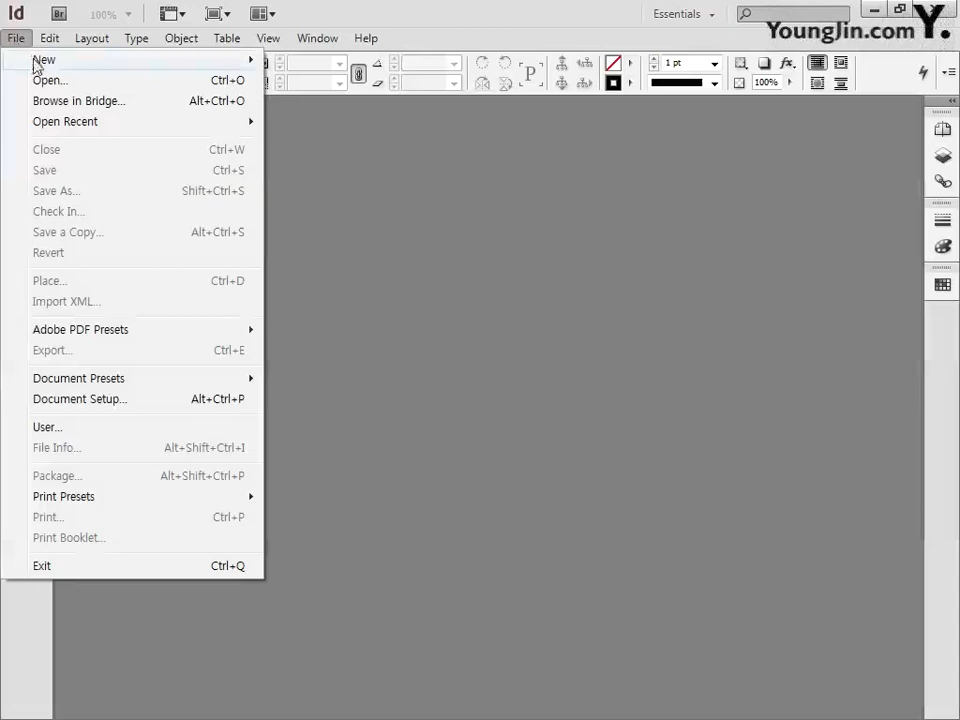 Id Br 100% Essentials
Y.
YoungJin.com
File Edit Layout Type Object Table View Window Help
New
Open... Ctrl+O
Browse in Bridge... Alt+Ctrl+O
Open Recent
Close Ctrl+W
Save Ctrl+S
Save As... Shift+Ctrl+S
Check In...
Save a Copy... Alt+Ctrl+S
Revert
Place... Ctrl+D
Import XML...
Adobe PDF Presets
Export... Ctrl+E
Document Presets
Document Setup... Alt+Ctrl+P
User...
File Info... Alt+Shift+Ctrl+I
Package... Alt+Shift+Ctrl+P
Print Presets
Print... Ctrl+P
Print Booklet...
Exit Ctrl+Q
P fx. 1 pt
100%